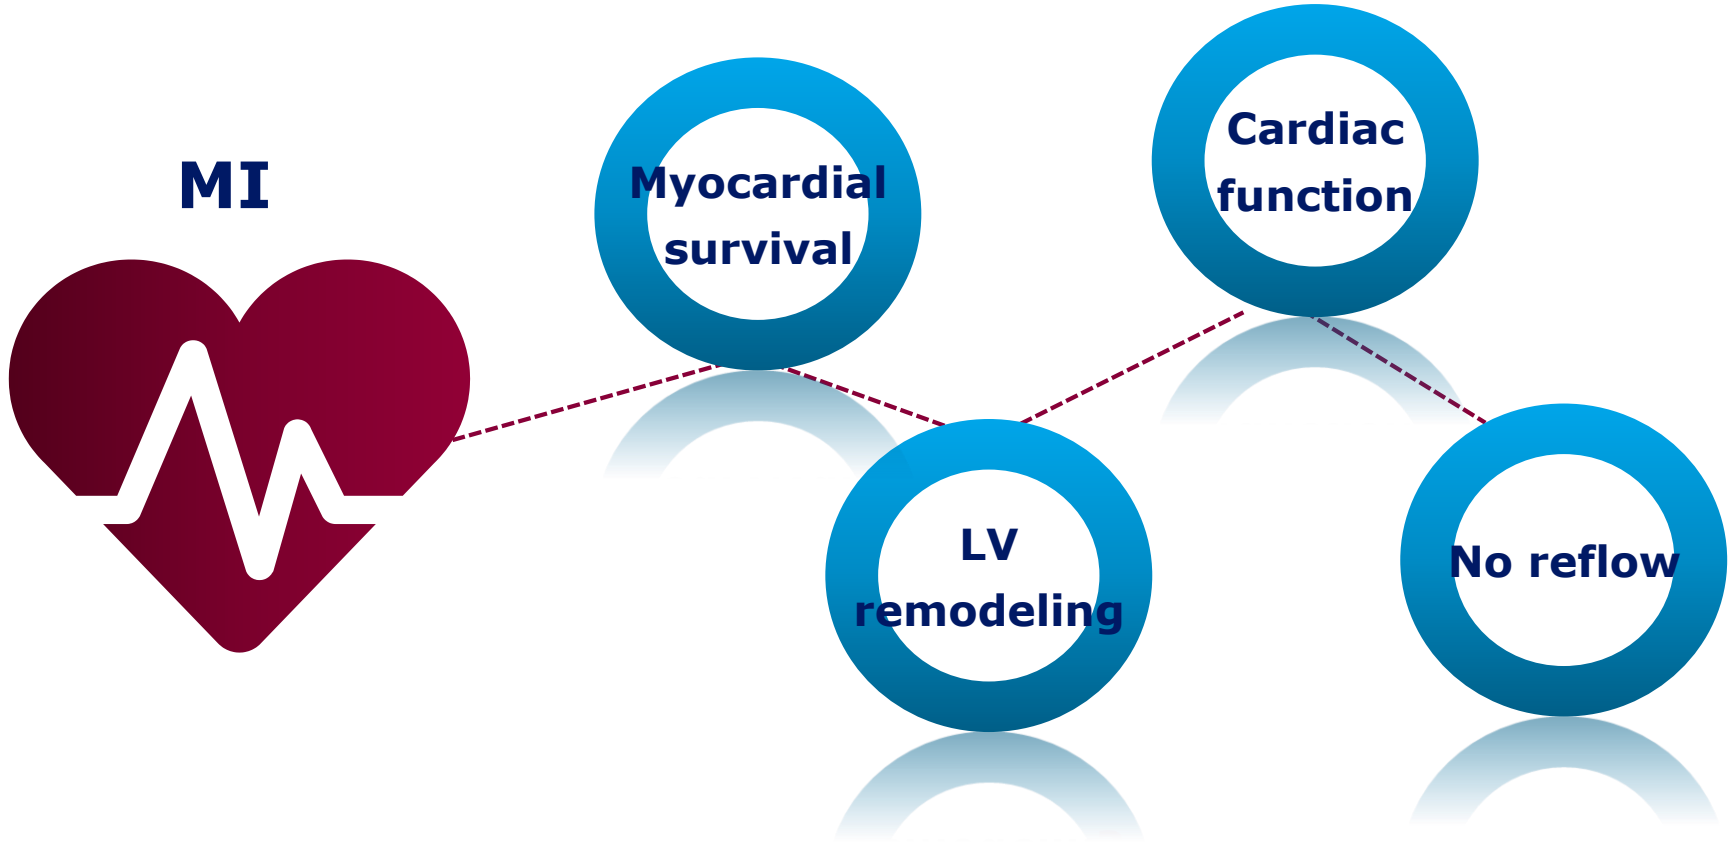 MI
Myocardial
survival
LV
remodeling
Cardiac
function
No reflow